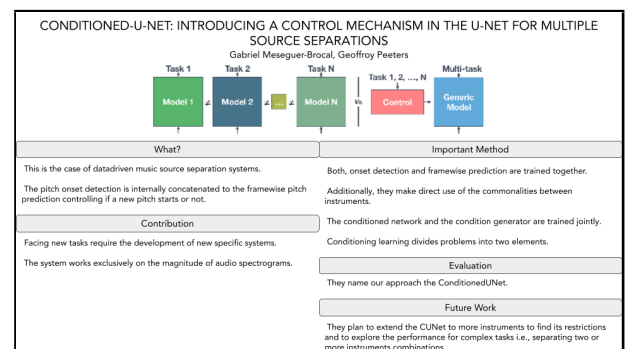 CONDITIONED-U-NET: INTRODUCING A CONTROL MECHANISM IN THE U-NET FOR MULTIPLE
SOURCE SEPARATIONS
Gabriel Meseguer-Brocal, Geoffroy Peeters
Task 1
Task 2
Task N
Task 1, 2, ..., N
Multi-task
Model 1
≠
Model 2
≠
...
≠
Model N
Vs.
Control
Generic
Model
What?
This is the case of datadriven music source separation systems.
The pitch onset detection is internally concatenated to the framewise pitch
prediction controlling if a new pitch starts or not.
Contribution
Facing new tasks require the development of new specific systems.
The system works exclusively on the magnitude of audio spectrograms.
Important Method
Both, onset detection and framewise prediction are trained together.
Additionally, they make direct use of the commonalities between
instruments.
The conditioned network and the condition generator are trained jointly.
Conditioning learning divides problems into two elements.
Evaluation
They name our approach the ConditionedUNet.
Future Work
They plan to extend the CUNet to more instruments to find its restrictions
and to explore the performance for complex tasks i.e., separating two or
more instruments combinations.